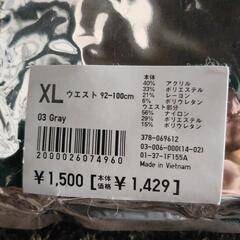 XL ウエスト 92-100cm
03 Gray
2000026074960
本体
40% アクリル
33% ポリエステル
21% レーヨン
6% ポリウレタン
ウエスト部分
56% ナイロン
29% ポリエステル
15% ポリウレタン
378-069612
03-006-000(14-02)
01-37-1F155A
Made in Vietnam
¥1,500 [本体価格 ¥1,429]